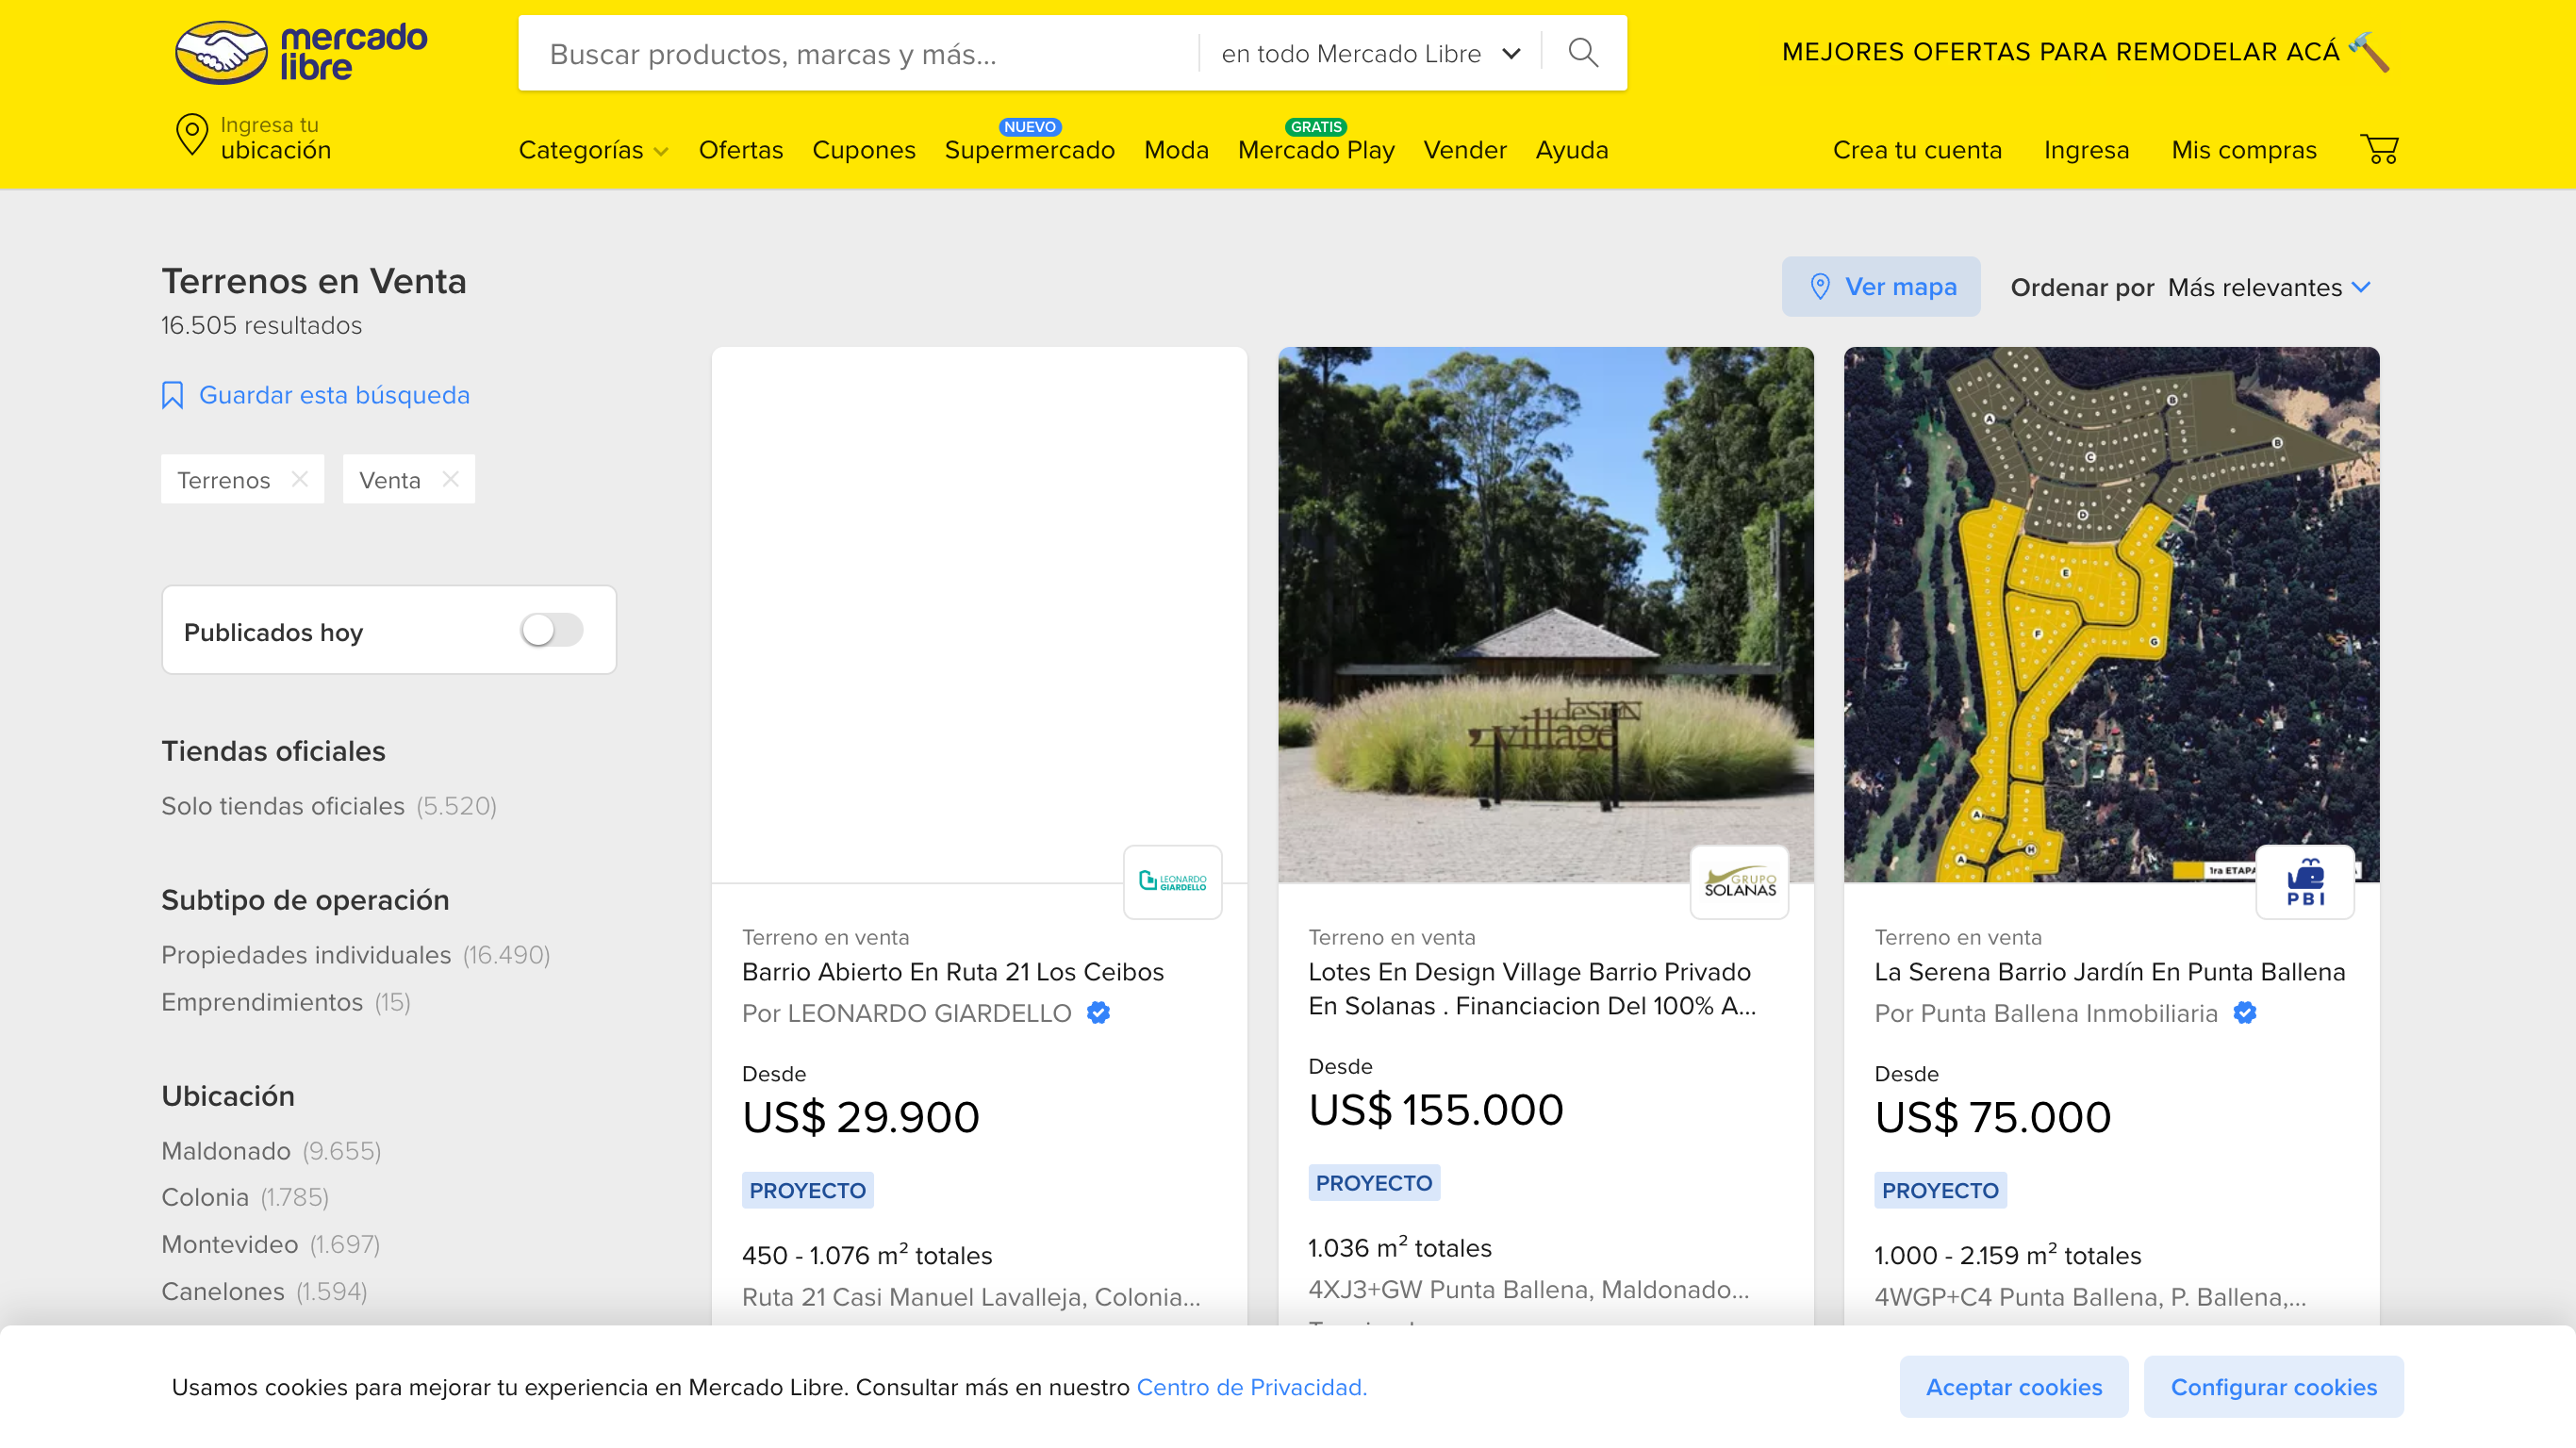 mercado
libre
Buscar productos, marcas y más...
en todo Mercado Libre
MEJORES OFERTAS PARA REMODELAR ACÁ
Ingresa tu
ubicación
Categorías
Ofertas
Cupones
NUEVO
Supermercado
Moda
GRATIS
Mercado Play
Vender
Ayuda
Crea tu cuenta
Ingresa
Mis compras
Terrenos en Venta
16.505 resultados
Ver mapa
Ordenar por Más relevantes
Guardar esta búsqueda
Terrenos
Venta
Publicados hoy
Tiendas oficiales
Solo tiendas oficiales (5.520)
Subtipo de operación
Propiedades individuales (16.490)
Emprendimientos (15)
Ubicación
Maldonado (9.655)
Colonia (1.785)
Montevideo (1.697)
Canelones (1.594)
LEONARDO
GIARDELLO
Terreno en venta
Barrio Abierto En Ruta 21 Los Ceibos
Por LEONARDO GIARDELLO
Desde
US$ 29.900
PROYECTO
450 - 1.076 m² totales
Ruta 21 Casi Manuel Lavalleja, Colonia...
design
village
GRUPO
SOLANAS
Terreno en venta
Lotes En Design Village Barrio Privado
En Solanas . Financiacion Del 100% A...
Desde
US$ 155.000
PROYECTO
1.036 m² totales
4XJ3+GW Punta Ballena, Maldonado...
A
B
B
C
D
E
F
G
A
H
A
1ra ETAPA
PBI
Terreno en venta
La Serena Barrio Jardín En Punta Ballena
Por Punta Ballena Inmobiliaria
Desde
US$ 75.000
PROYECTO
1.000 - 2.159 m² totales
4WGP+C4 Punta Ballena, P. Ballena,...
Usamos cookies para mejorar tu experiencia en Mercado Libre. Consultar más en nuestro Centro de Privacidad.
Aceptar cookies
Configurar cookies